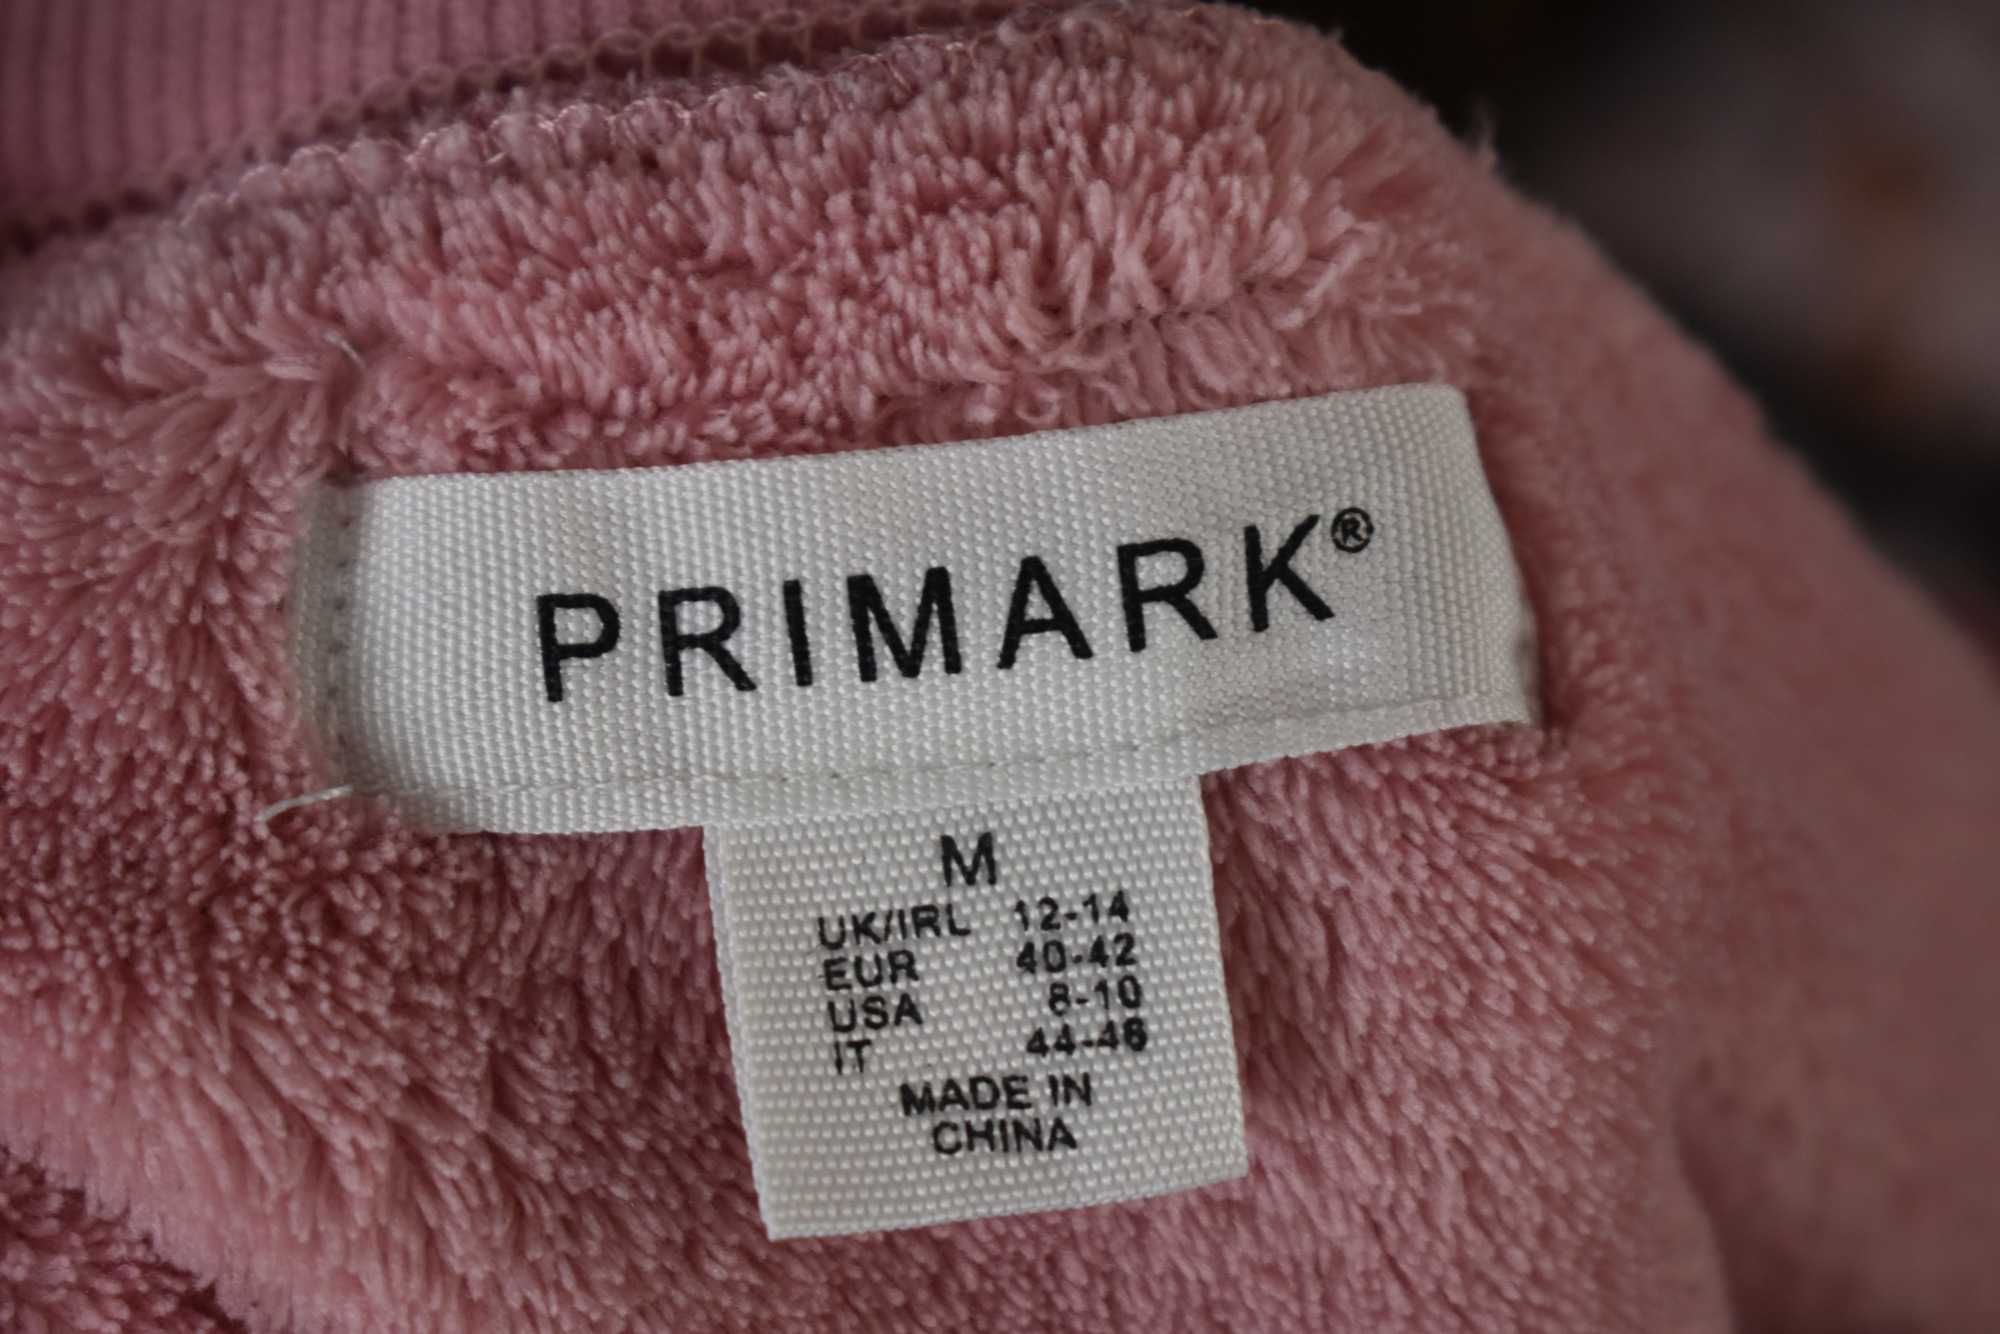 PRIMARK®
M
UK/IRL 12-14
EUR 40-42
USA 8-10
IT 44-46
MADE IN
CHINA